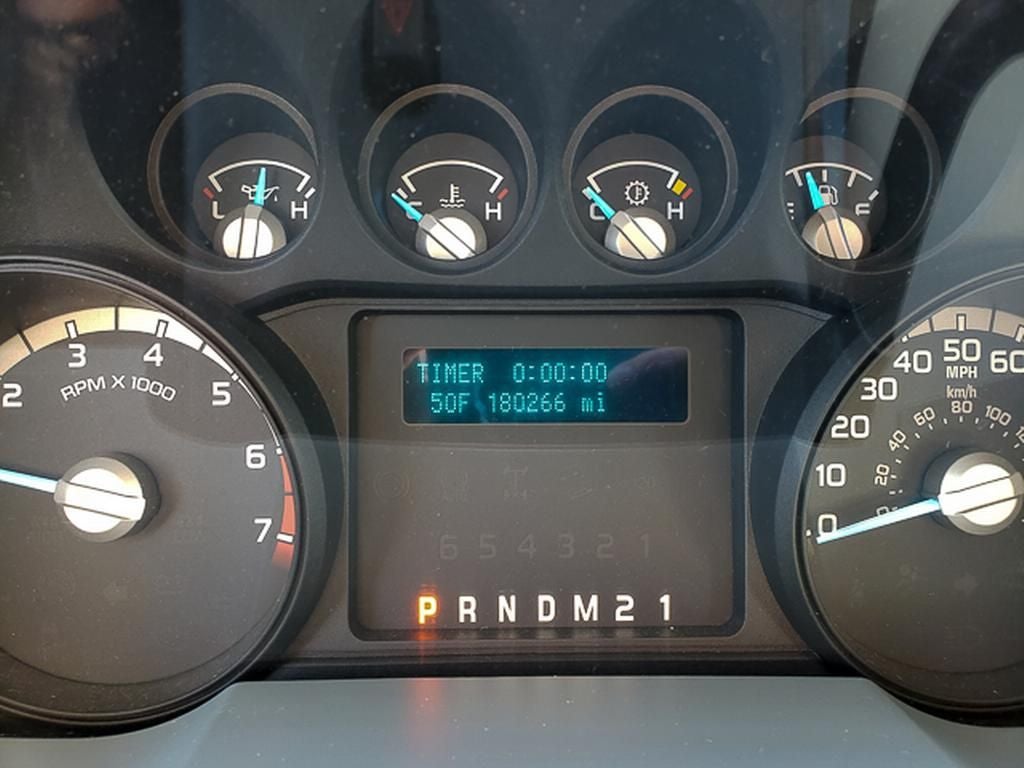 L H
C H
C H
E F
2 3 4 5 6 7
RPM X 1000
TIMER 0:00:00
50F 180266 mi
6 5 4 3 2 1
P R N D M 2 1
0 10 20 30 40 50 60
MPH
km/h
0 20 40 60 80 100